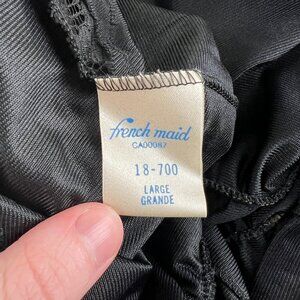 french maid
CA00087
18-700
LARGE
GRANDE